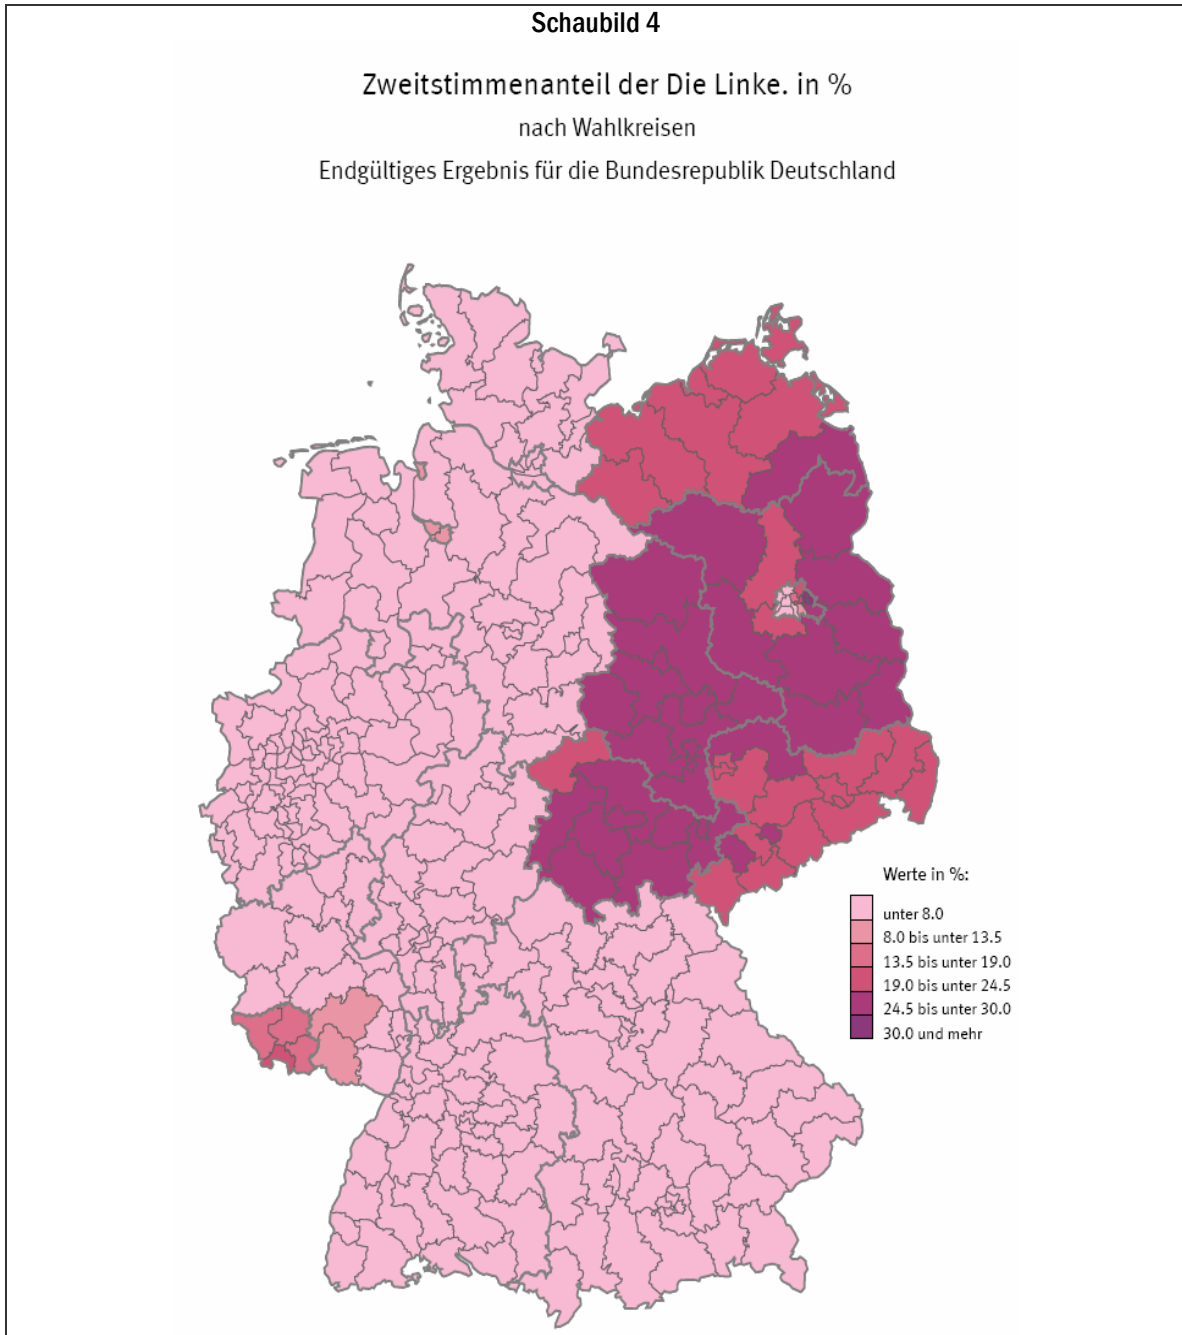 Schaubild 4
Zweitstimmenanteil der Die Linke. in %
nach Wahlkreisen
Endgültiges Ergebnis für die Bundesrepublik Deutschland
Werte in %:
unter 8.0
8.0 bis unter 13.5
13.5 bis unter 19.0
19.0 bis unter 24.5
24.5 bis unter 30.0
30.0 und mehr